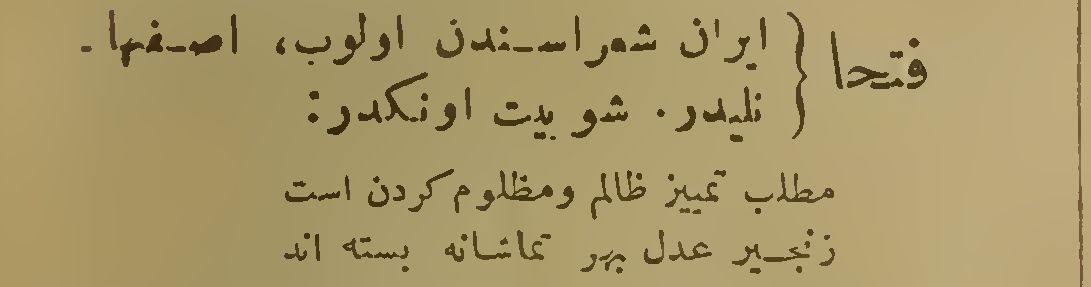 فتحا { ایران شعراسندن اولوب، اصفها-
نلیدر. شو بیت اونکدر:
مطلب تمییز ظالم ومظلوم کردن است
زنجیر عدل بهر تماشانه بسته اند